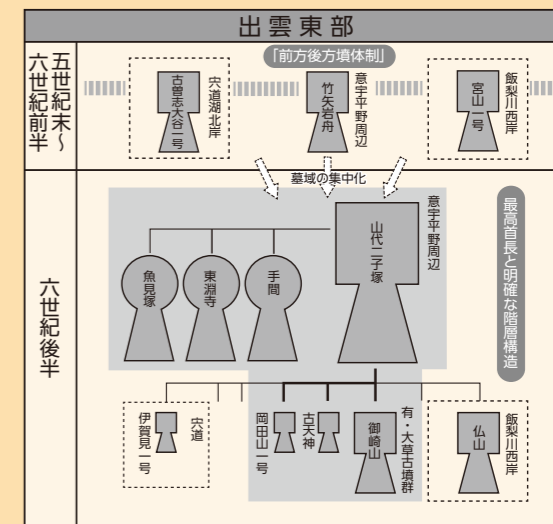 出雲東部
五世紀末～
六世紀前半
「前方後方墳体制」
飯梨川西岸
宮山一号
意宇平野周辺
竹矢岩舟
宍道湖北岸
古曽志大谷一号
墓域の集中化
六世紀後半
最高首長と明確な階層構造
意宇平野周辺
山代二子塚
手間
東淵寺
魚見塚
飯梨川西岸
仏山
有・大草古墳群
御崎山
古天神
岡田山一号
宍道
伊賀見一号